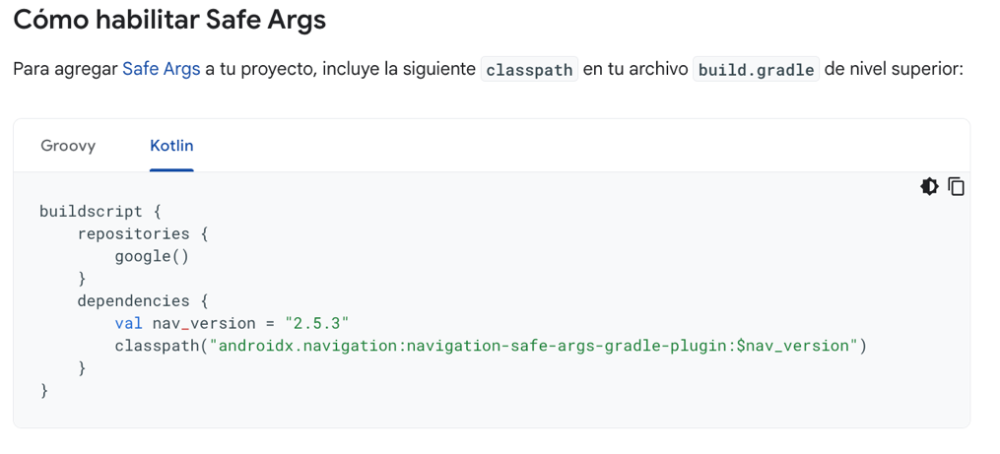 Cómo habilitar Safe Args
Para agregar Safe Args a tu proyecto, incluye la siguiente classpath en tu archivo build.gradle de nivel superior:
Groovy Kotlin
buildscript {
    repositories {
        google()
    }
    dependencies {
        val nav_version = "2.5.3"
        classpath("androidx.navigation:navigation-safe-args-gradle-plugin:$nav_version")
    }
}